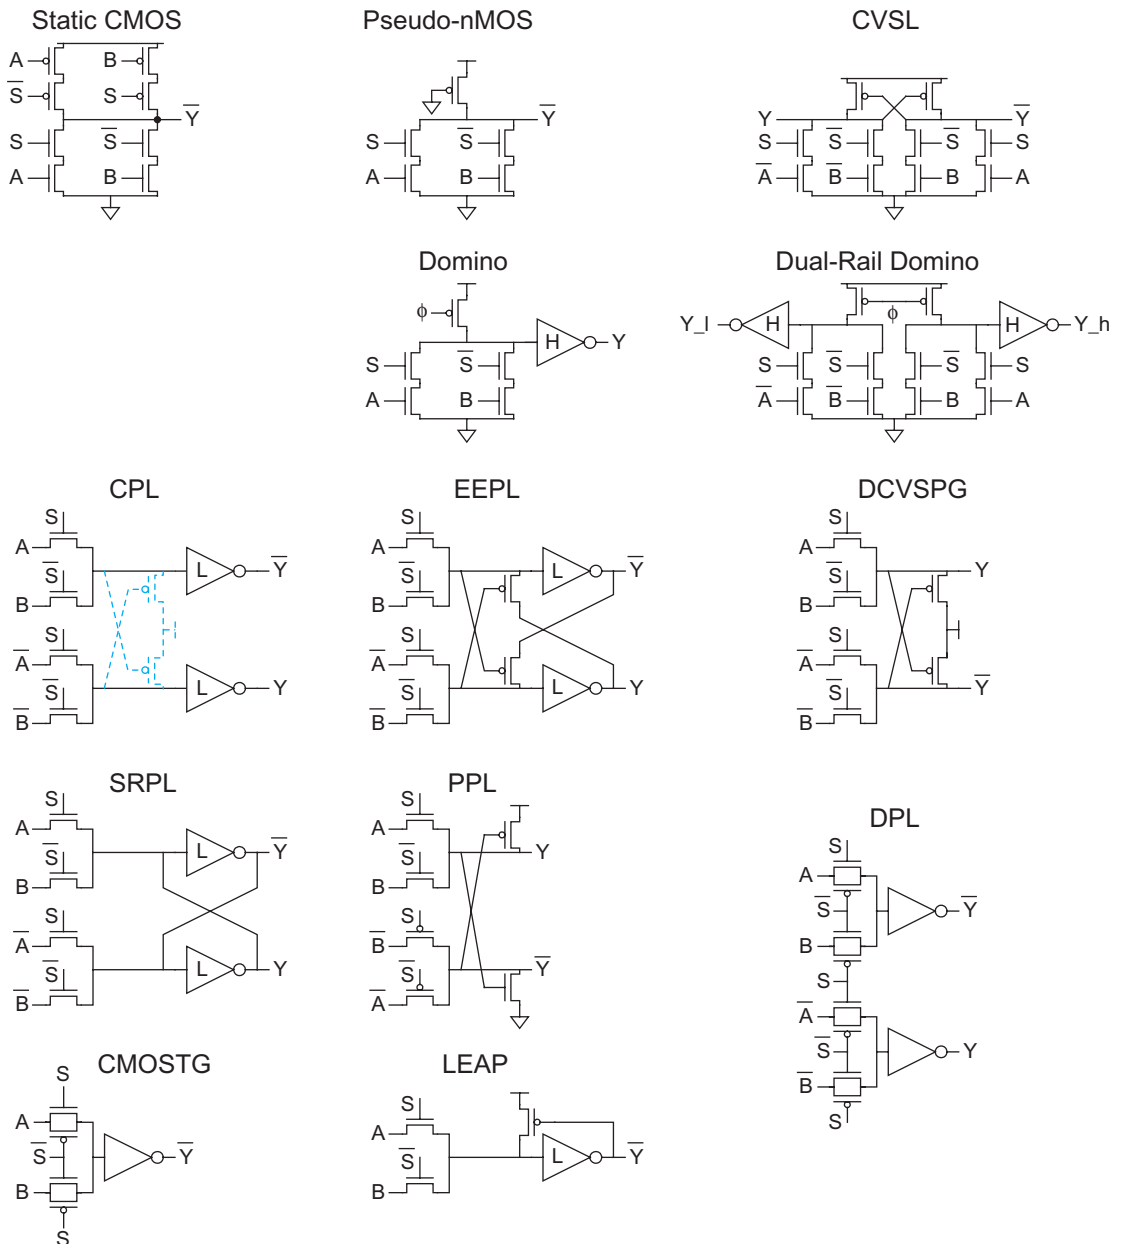 Static CMOS
Pseudo-nMOS
CVSL
A
B
S̅
S
Y̅
S
S̅
A
B
Y̅
S
S̅
A
B
Y
Y̅
S
S̅
S̅
S
A̅
B̅
B
A
Domino
Dual-Rail Domino
ϕ
H
Y
S
S̅
A
B
Y_l
H
ϕ
H
Y_h
S
S̅
S̅
S
A̅
B̅
B
A
CPL
EEPL
DCVSPG
S
A
S̅
B
L
Y̅
S
A̅
S̅
B̅
L
Y
S
A
S̅
B
L
Y̅
S
A̅
S̅
B̅
L
Y
S
A
S̅
B
Y
S
A̅
S̅
B̅
Y̅
SRPL
PPL
DPL
S
A
S̅
B
L
Y̅
S
A̅
S̅
B̅
L
Y
S
A
S̅
B
Y
S
B̅
S̅
A̅
Y̅
S
A
S̅
Y̅
B
S
A̅
S̅
Y
B̅
S
CMOSTG
LEAP
S
A
S̅
Y̅
B
S
S
A
S̅
B
L
Y̅